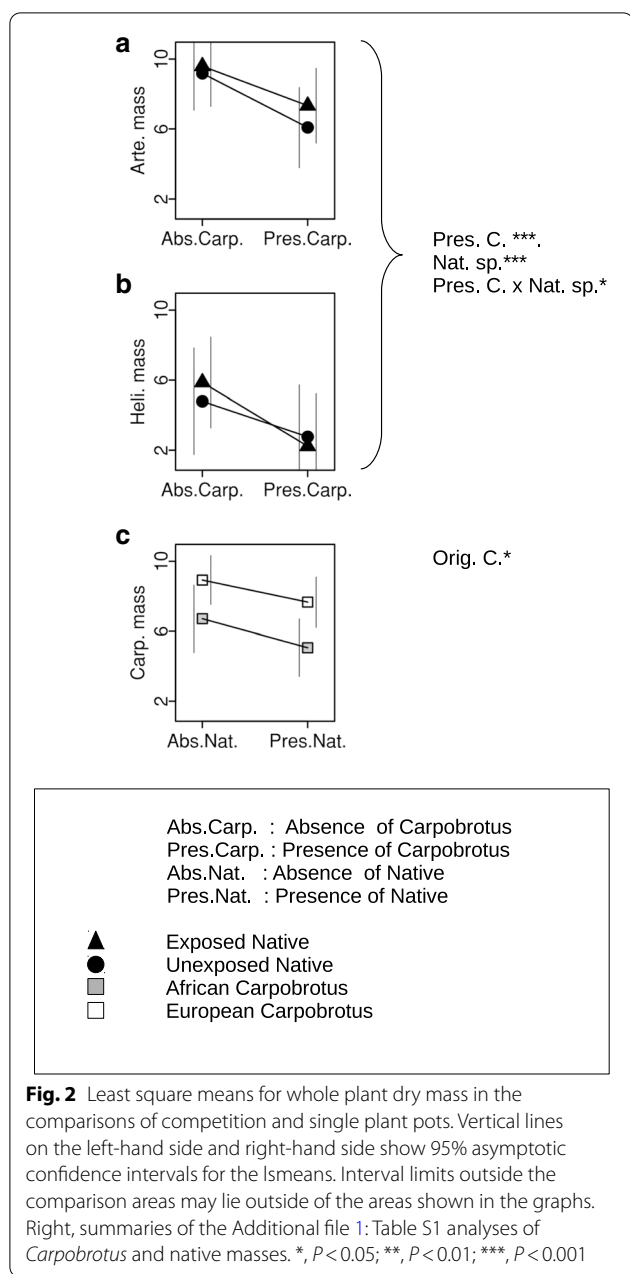 a
10
6
2
Arte. mass
Abs.Carp. Pres.Carp.
b
10
6
2
Heli. mass
Abs.Carp. Pres.Carp.
Pres. C. ***.
Nat. sp.***
Pres. C. x Nat. sp.*
c
10
6
2
Carp. mass
Abs.Nat. Pres.Nat.
Orig. C.*
Abs.Carp. : Absence of Carpobrotus
Pres.Carp. : Presence of Carpobrotus
Abs.Nat. : Absence of Native
Pres.Nat. : Presence of Native
Exposed Native
Unexposed Native
African Carpobrotus
European Carpobrotus
Fig. 2 Least square means for whole plant dry mass in the
comparisons of competition and single plant pots. Vertical lines
on the left-hand side and right-hand side show 95% asymptotic
confidence intervals for the lsmeans. Interval limits outside the
comparison areas may lie outside of the areas shown in the graphs.
Right, summaries of the Additional file 1: Table S1 analyses of
Carpobrotus and native masses. *, P < 0.05; **, P < 0.01; ***, P < 0.001